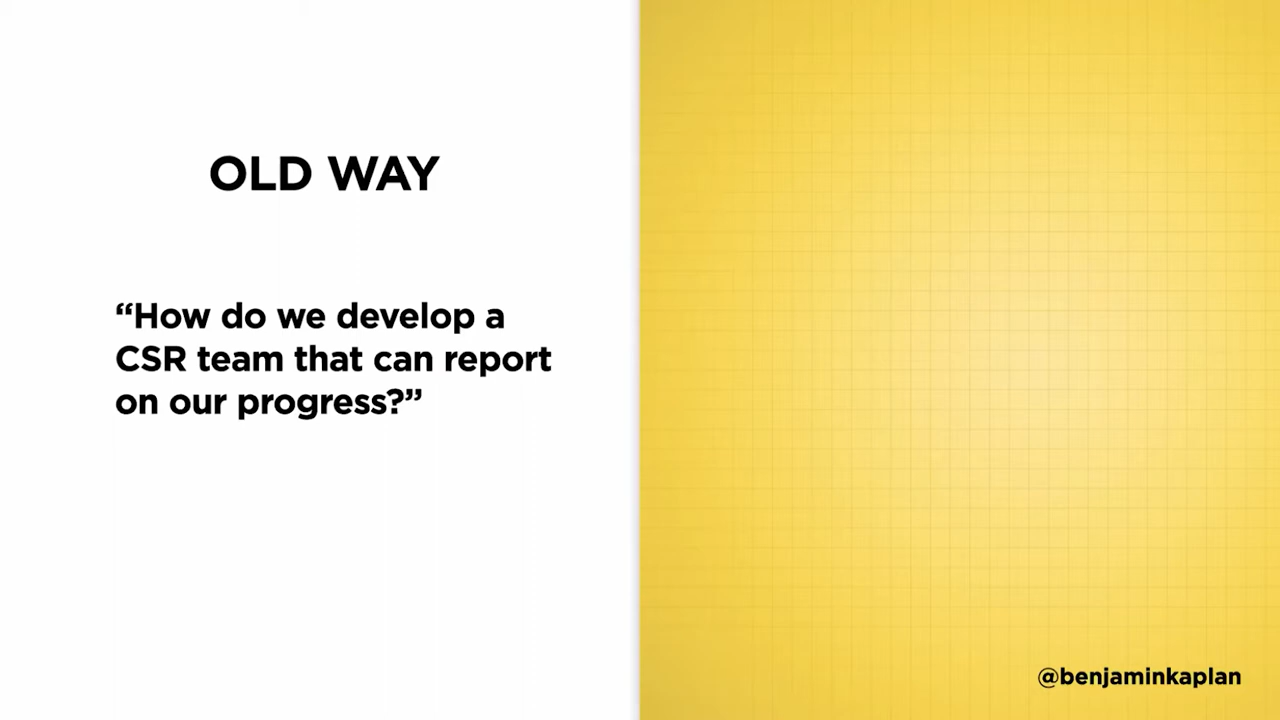 OLD WAY
“How do we develop a
CSR team that can report
on our progress?”
@benjaminkaplan